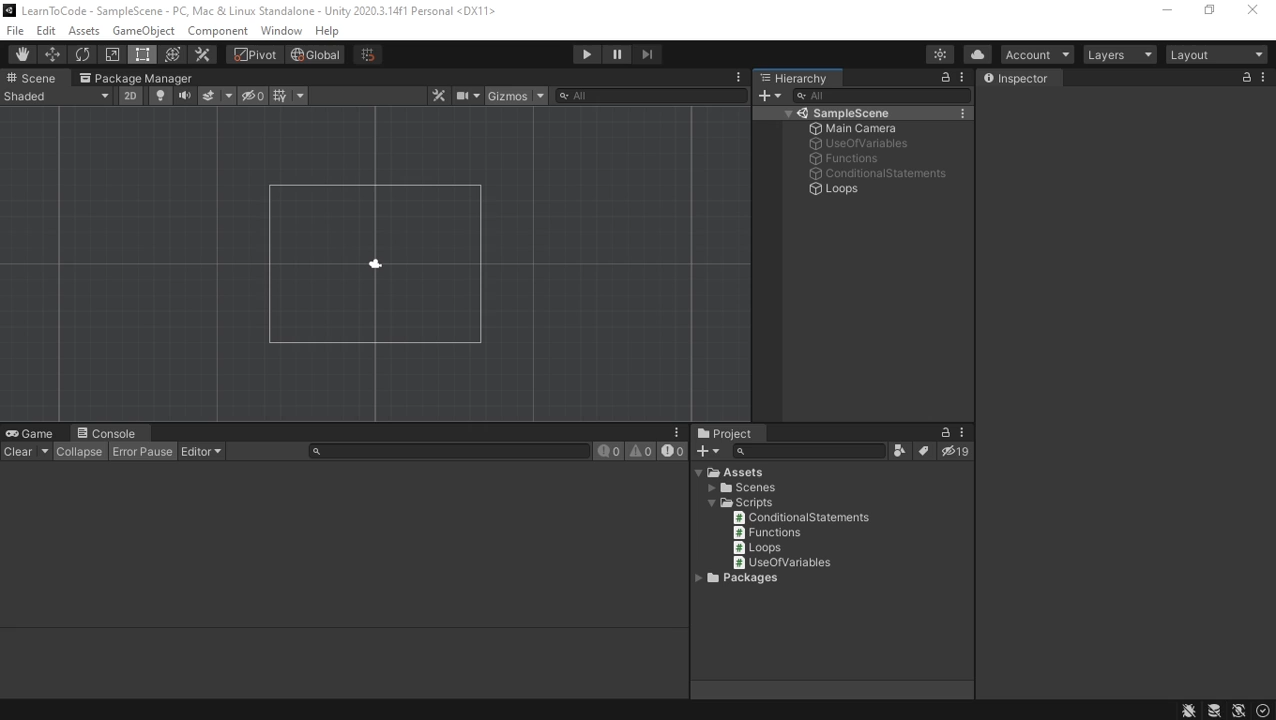 LearnToCode - SampleScene - PC, Mac & Linux Standalone - Unity 2020.3.14f1 Personal <DX11>
File Edit Assets GameObject Component Window Help
Pivot Global Account Layers Layout
Scene Package Manager Hierarchy Inspector
Shaded 2D 0 Gizmos All All
SampleScene
Main Camera
UseOfVariables
Functions
ConditionalStatements
Loops
Game Console Project
Clear Collapse Error Pause Editor 0 0 0 19
Assets
Scenes
Scripts
ConditionalStatements
Functions
Loops
UseOfVariables
Packages